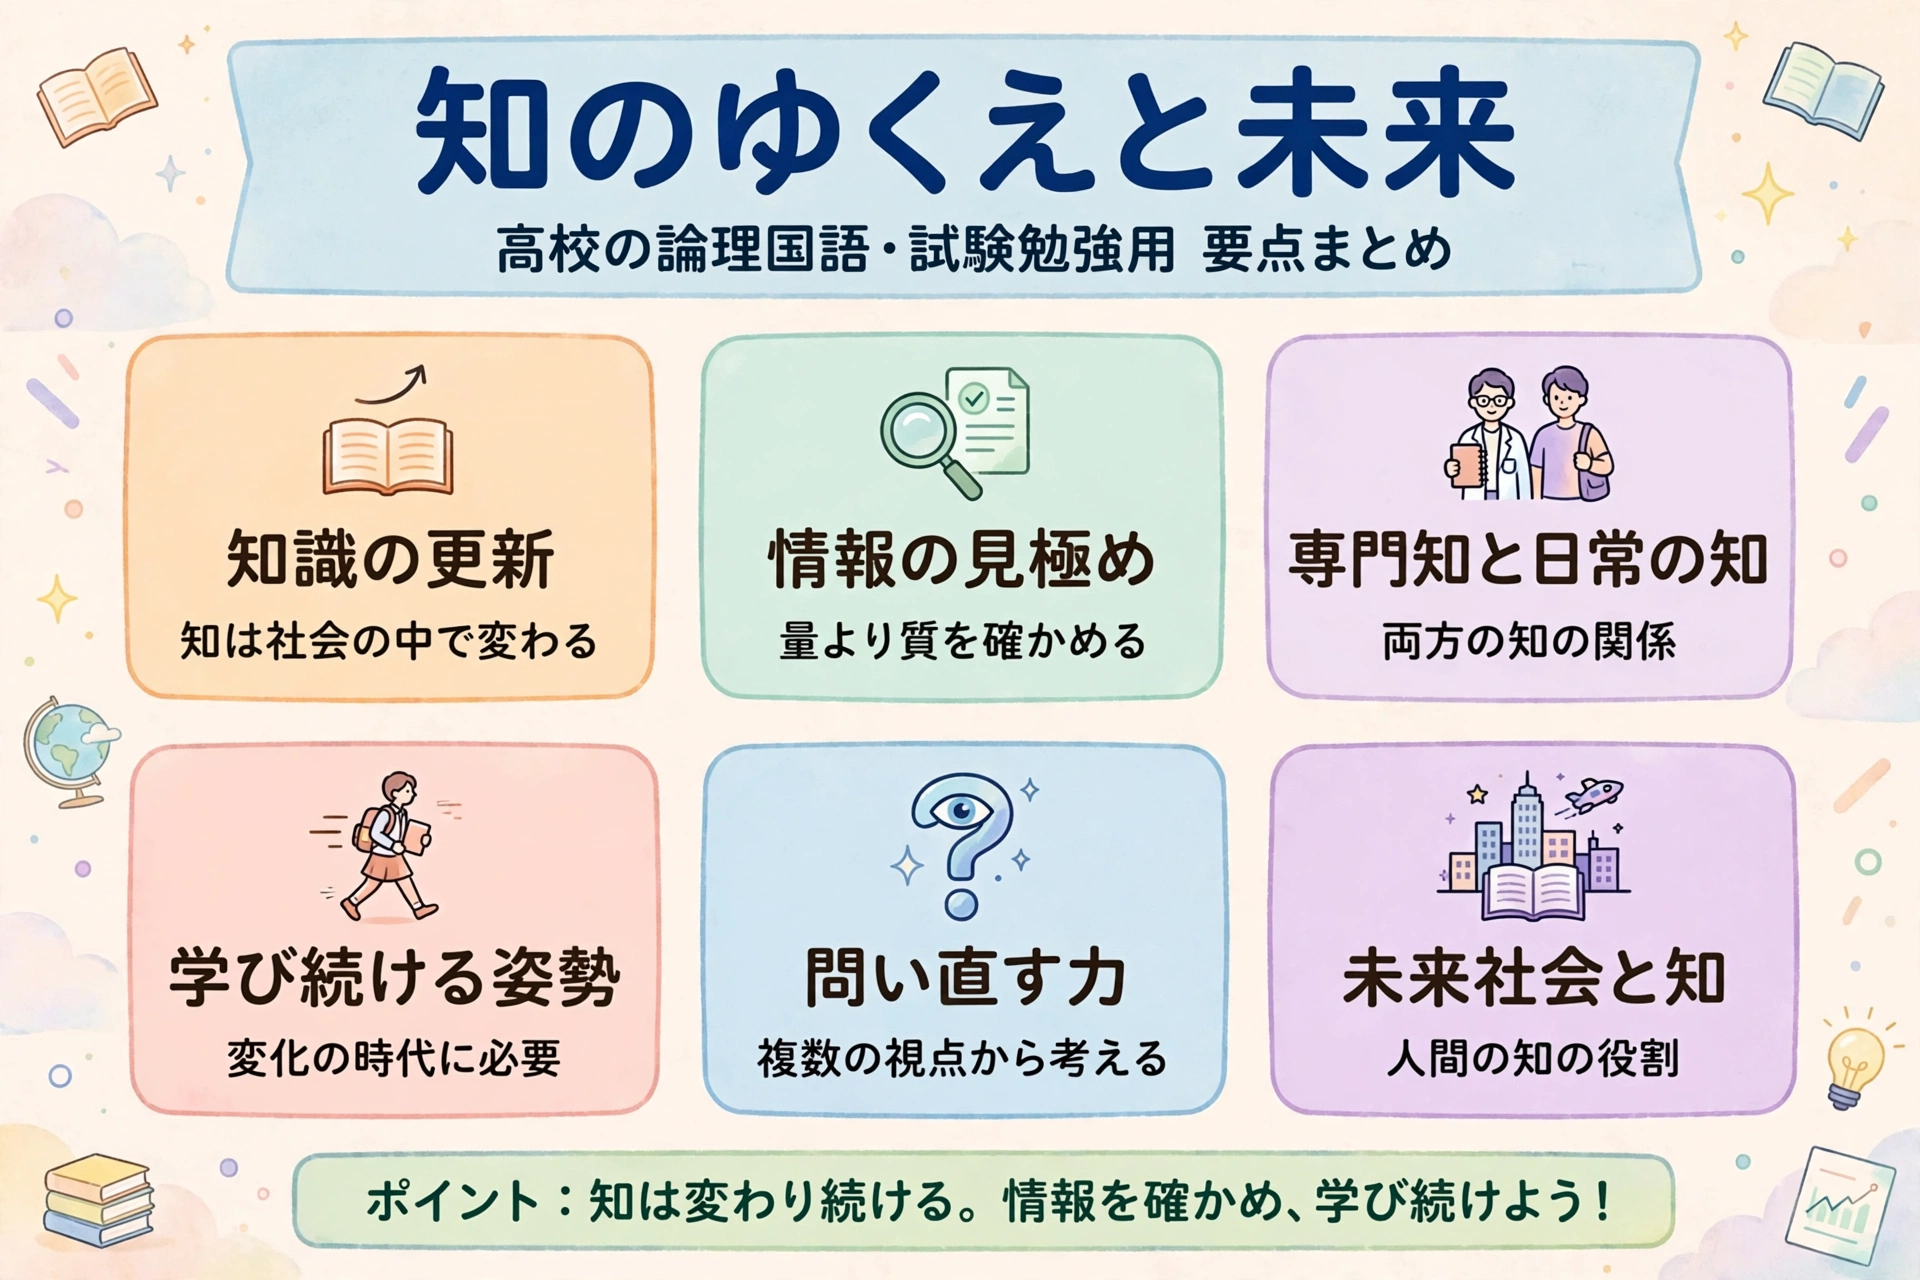 知のゆくえと未来
高校の論理国語・試験勉強用 要点まとめ
知識の更新
知は社会の中で変わる
情報の見極め
量より質を確かめる
専門知と日常の知
両方の知の関係
学び続ける姿勢
変化の時代に必要
問い直す力
複数の視点から考える
未来社会と知
人間の知の役割
ポイント：知は変わり続ける。情報を確かめ、学び続けよう！